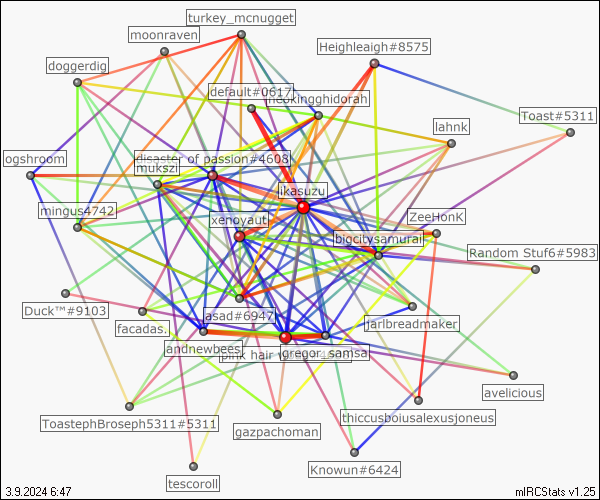 turkey_mcnugget
moonraven
Heighleaigh#8575
doggerdig
default#0617
neokingghidorah
Toast#5311
lahnk
ogshroom
disaster of passion#4608
mukszi
ikasuzu
mingus4742
xenoyaut
ZeeHonK
bigcitysamurai
Random Stuf6#5983
Duck™#9103
facadas.
asad#6947
jarlbreadmaker
andnewbees
pink hair
gregor_samsa
avelicious
ToastephBroseph5311#5311
thiccusboiusalexusjoneus
gazpachoman
Knowun#6424
tescoroll
3.9.2024 6:47
mIRCStats v1.25